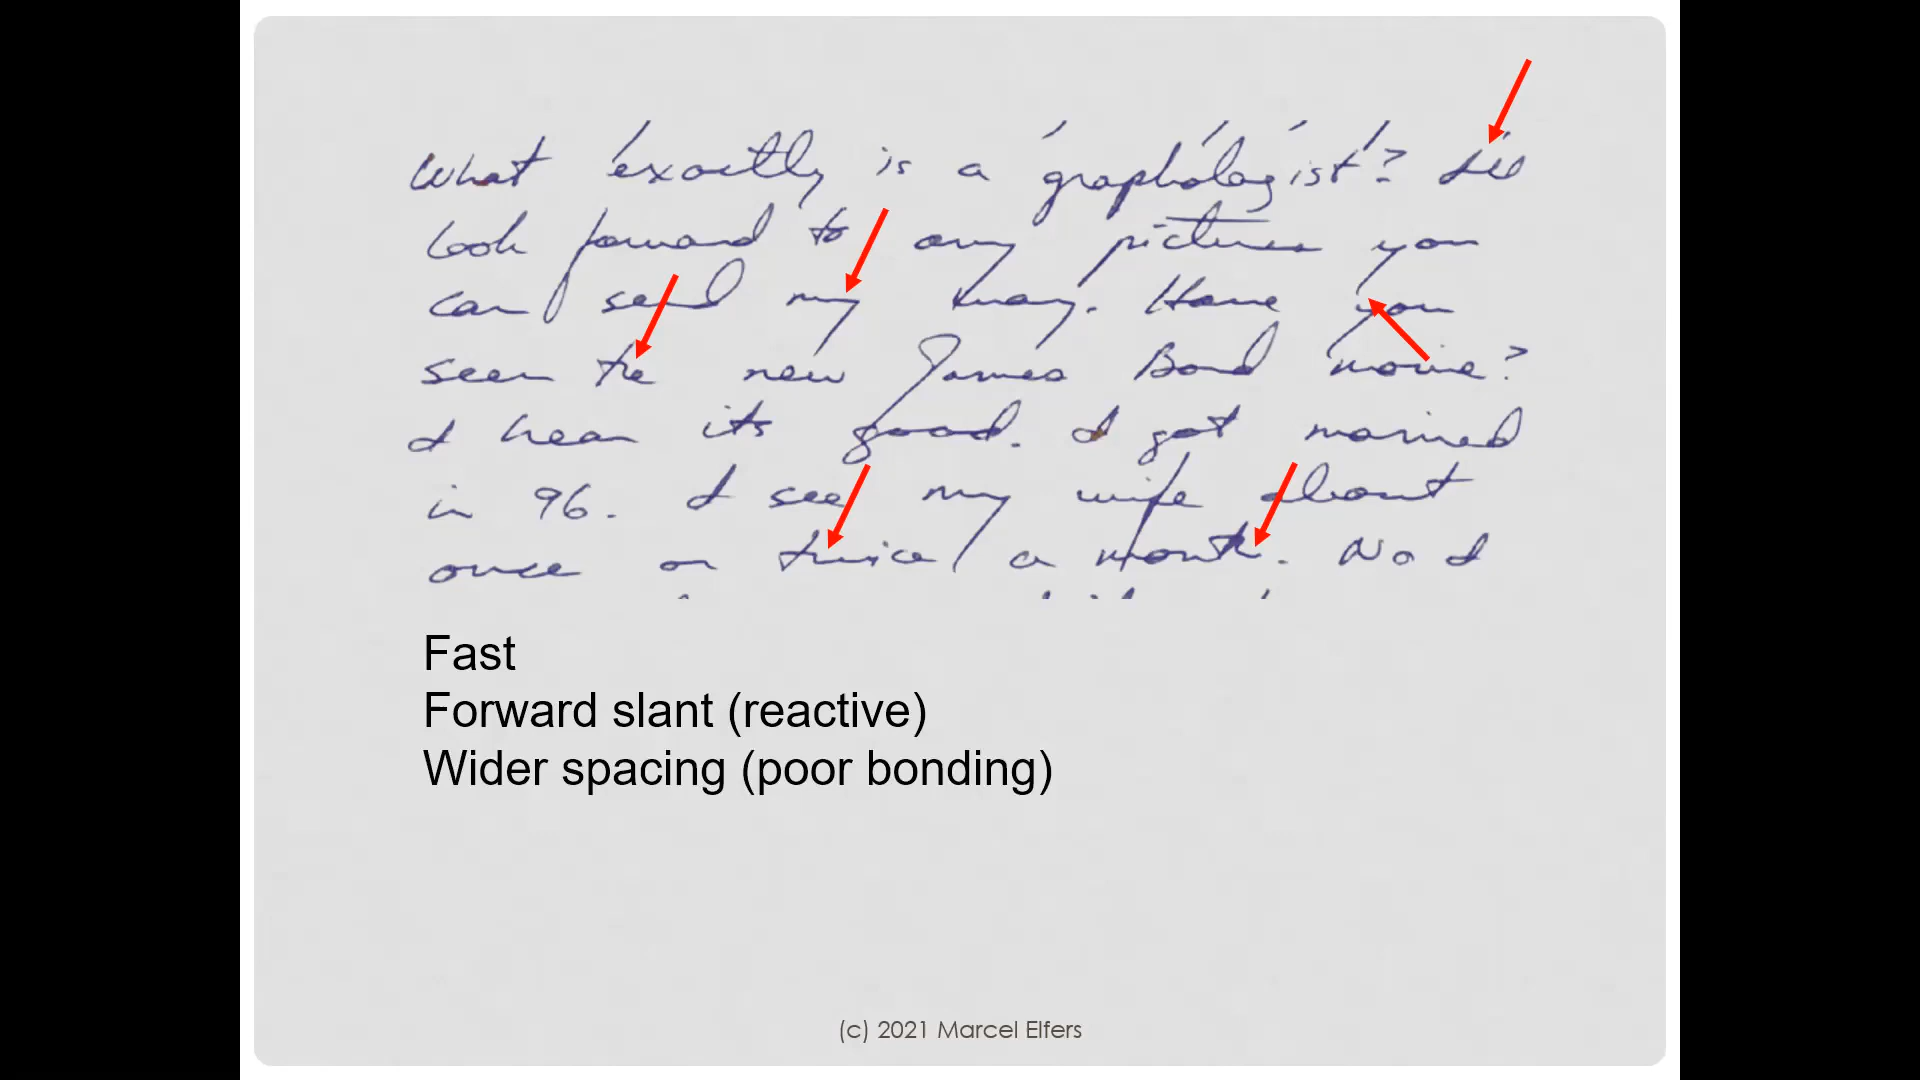 What exactly is a 'graphologist'? I'll
look forward to any pictures you
can send my way. Have you
seen the new James Bond movie?
I hear its good. I got married
in 96. I see my wife about
once or twice a month. No I
Fast
Forward slant (reactive)
Wider spacing (poor bonding)
(c) 2021 Marcel Elfers